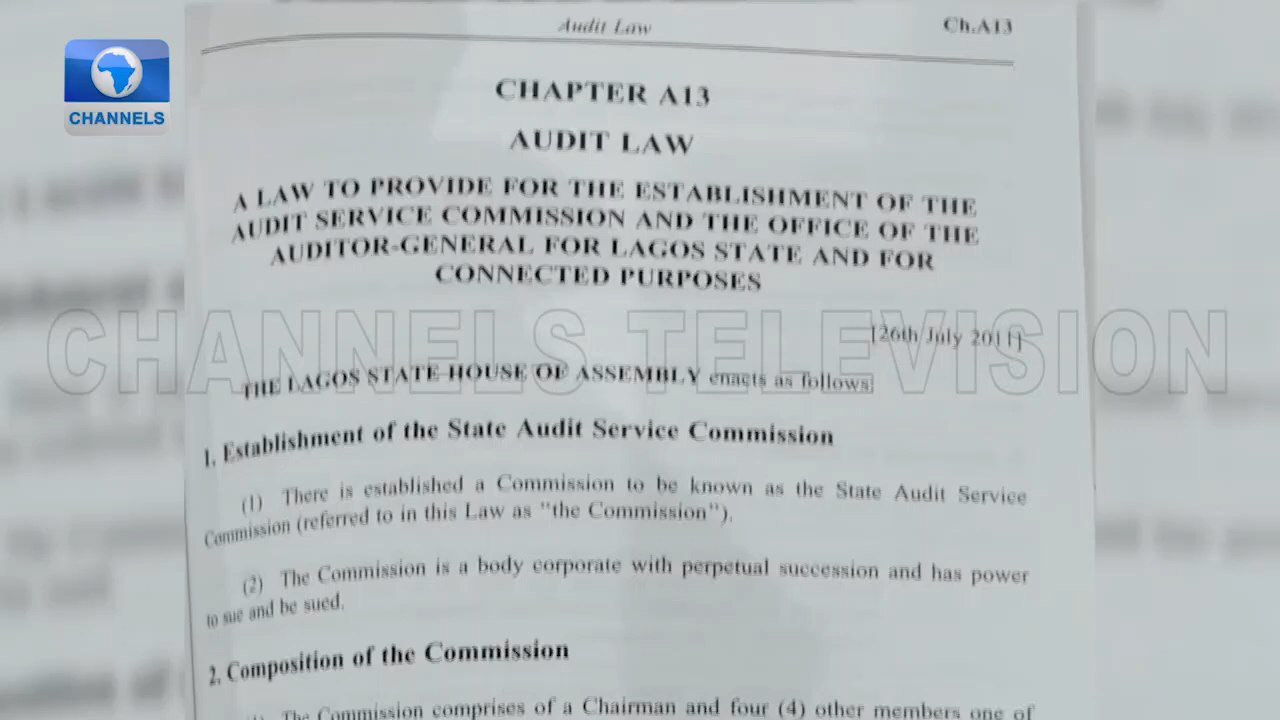 Audit Law Ch.A13
CHANNELS
CHAPTER A13
AUDIT LAW
A LAW TO PROVIDE FOR THE ESTABLISHMENT OF THE
AUDIT SERVICE COMMISSION AND THE OFFICE OF THE
AUDITOR-GENERAL FOR LAGOS STATE AND FOR
CONNECTED PURPOSES
[26th July 2011]
CHANNELS TELEVISION
THE LAGOS STATE HOUSE OF ASSEMBLY enacts as follows
1. Establishment of the State Audit Service Commission
(1) There is established a Commission to be known as the State Audit Service
Commission (referred to in this Law as "the Commission").
(2) The Commission is a body corporate with perpetual succession and has power
to sue and be sued.
2. Composition of the Commission
The Commission comprises of a Chairman and four (4) other members one of